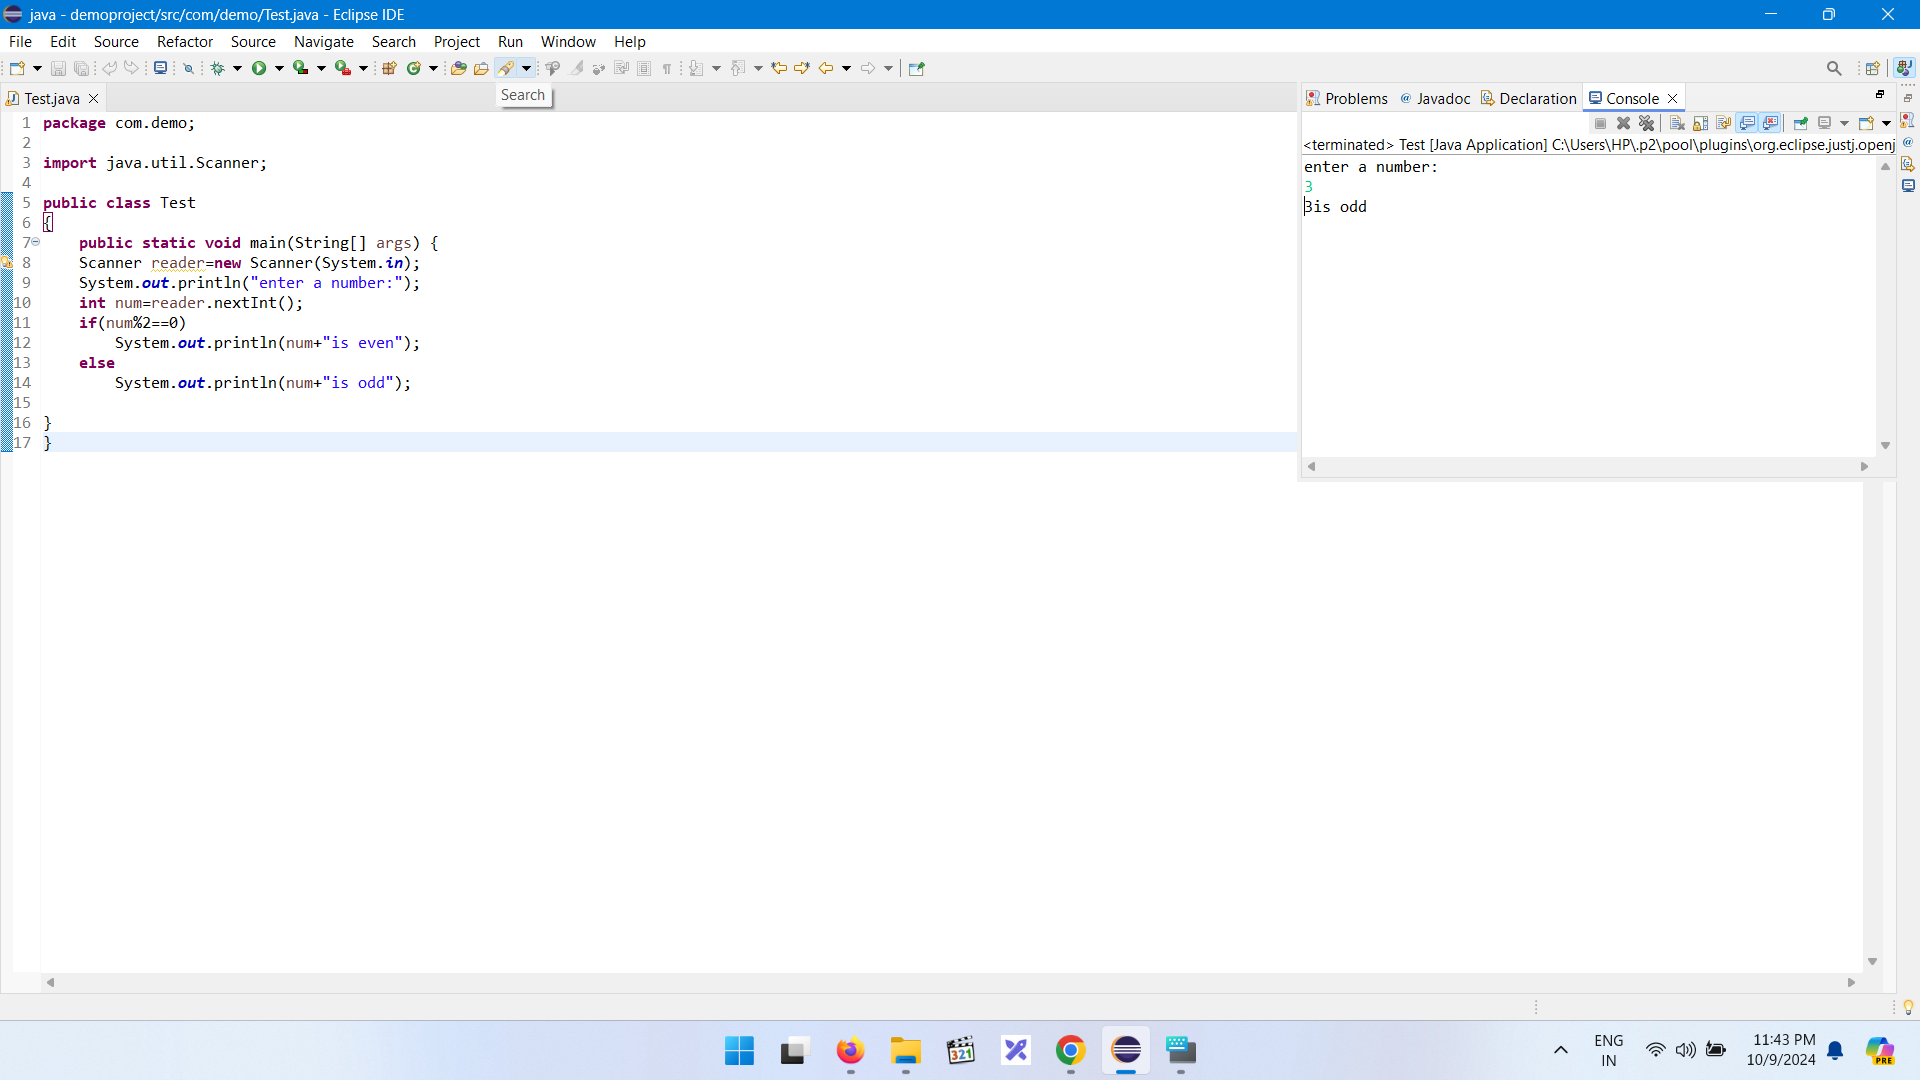 java - demoproject/src/com/demo/Test.java - Eclipse IDE
File Edit Source Refactor Source Navigate Search Project Run Window Help
Search
Test.java
1 package com.demo;
2
3 import java.util.Scanner;
4
5 public class Test
6 {
7 public static void main(String[] args) {
8 Scanner reader=new Scanner(System.in);
9 System.out.println("enter a number:");
10 int num=reader.nextInt();
11 if(num%2==0)
12 System.out.println(num+"is even");
13 else
14 System.out.println(num+"is odd");
15
16 }
17 }
Problems Javadoc Declaration Console
<terminated> Test [Java Application] C:\Users\HP\.p2\pool\plugins\org.eclipse.justj.openj
enter a number:
3
3is odd
321
ENG
IN
11:43 PM
10/9/2024
PRE